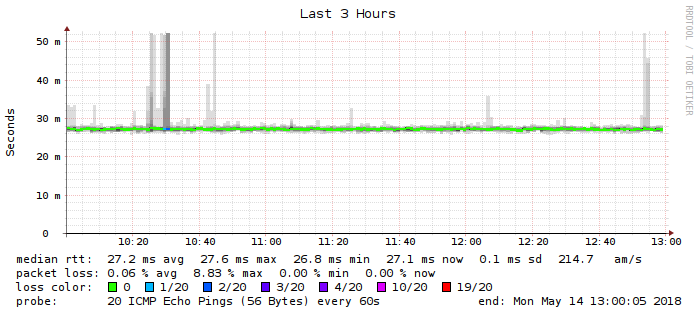 Last 3 Hours
RRDTOOL / TOBI OETIKER
Seconds
50 m
40 m
30 m
20 m
10 m
0
10:20 10:40 11:00 11:20 11:40 12:00 12:20 12:40 13:00
median rtt: 27.2 ms avg 27.6 ms max 26.8 ms min 27.1 ms now 0.1 ms sd 214.7 am/s
packet loss: 0.06 % avg 8.83 % max 0.00 % min 0.00 % now
loss color: 0 1/20 2/20 3/20 4/20 10/20 19/20
probe: 20 ICMP Echo Pings (56 Bytes) every 60s end: Mon May 14 13:00:05 2018